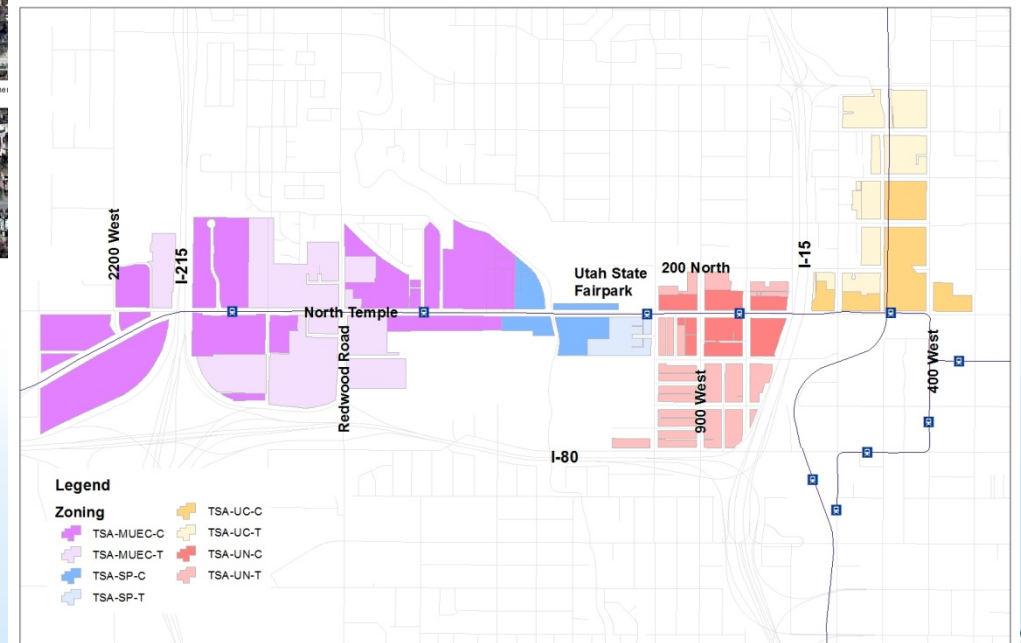 2200 West
I-215
North Temple
Redwood Road
Utah State
Fairpark
200 North
900 West
I-15
400 West
I-80
Legend
Zoning
TSA-MUEC-C
TSA-MUEC-T
TSA-SP-C
TSA-SP-T
TSA-UC-C
TSA-UC-T
TSA-UN-C
TSA-UN-T